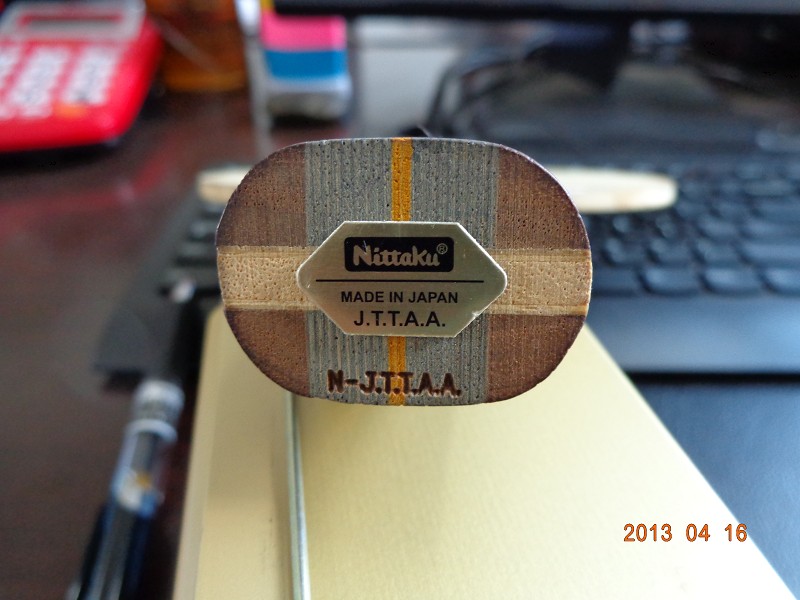 Nittaku®
MADE IN JAPAN
J.T.T.A.A.
N-J.T.T.A.A.
2013 04 16